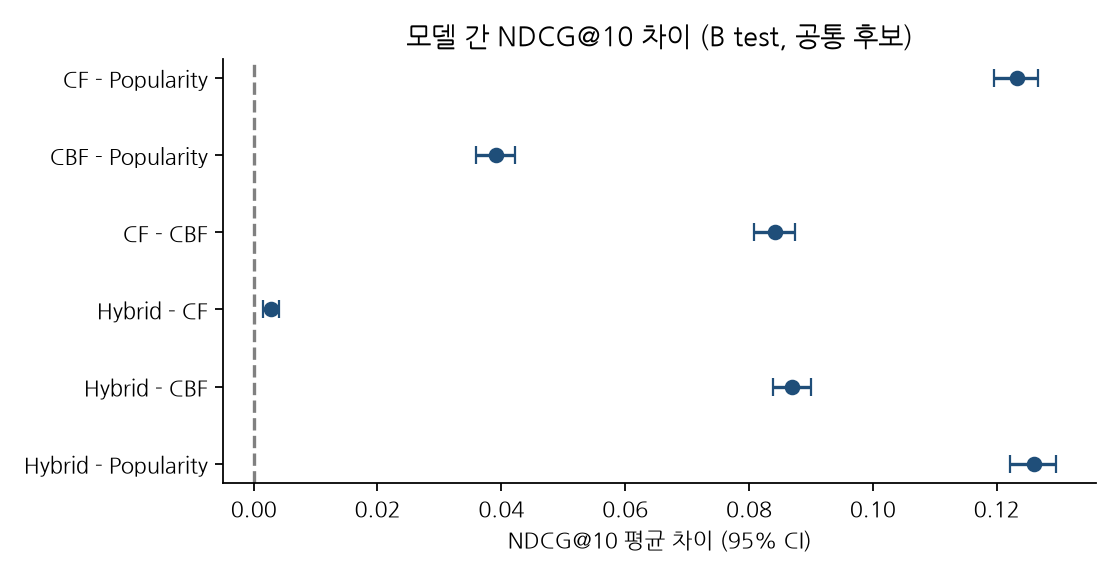 모델 간 NDCG@10 차이 (B test, 공통 후보)
CF - Popularity
CBF - Popularity
CF - CBF
Hybrid - CF
Hybrid - CBF
Hybrid - Popularity
0.00 0.02 0.04 0.06 0.08 0.10 0.12
NDCG@10 평균 차이 (95% CI)